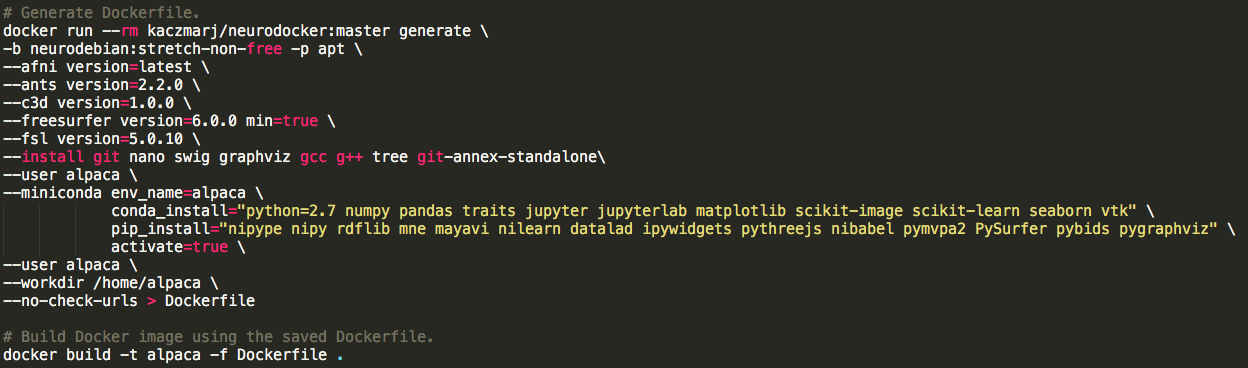 # Generate Dockerfile.
docker run --rm kaczmarj/neurodocker:master generate \
-b neurodebian:stretch-non-free -p apt \
--afni version=latest \
--ants version=2.2.0 \
--c3d version=1.0.0 \
--freesurfer version=6.0.0 min=true \
--fsl version=5.0.10 \
--install git nano swig graphviz gcc g++ tree git-annex-standalone\
--user alpaca \
--miniconda env_name=alpaca \
            conda_install="python=2.7 numpy pandas traits jupyter jupyterlab matplotlib scikit-image scikit-learn seaborn vtk" \
            pip_install="nipype nipy rdflib mne mayavi nilearn datalad ipywidgets pythreejs nibabel pymvpa2 PySurfer pybids pygraphviz" \
            activate=true \
--user alpaca \
--workdir /home/alpaca \
--no-check-urls > Dockerfile

# Build Docker image using the saved Dockerfile.
docker build -t alpaca -f Dockerfile .